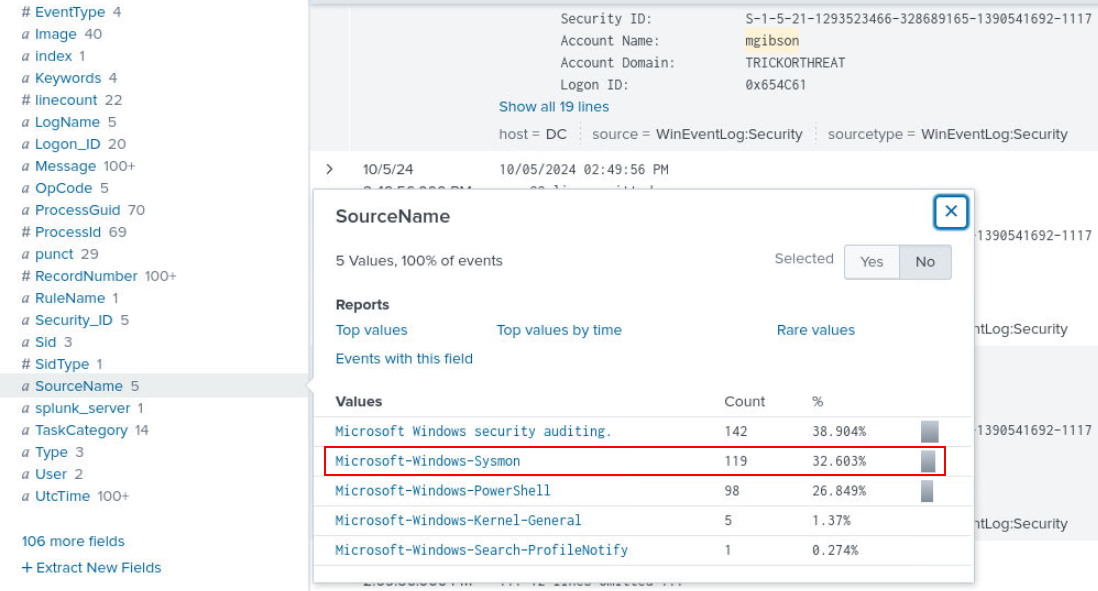 # EventType 4
a Image 40
a index 1
a Keywords 4
# linecount 22
a LogName 5
a Logon_ID 20
a Message 100+
a OpCode 5
a ProcessGuid 70
# ProcessId 69
a punct 29
# RecordNumber 100+
a RuleName 1
a Security_ID 5
a Sid 3
# SidType 1
a SourceName 5
a splunk_server 1
a TaskCategory 14
a Type 3
a User 2
a UtcTime 100+
106 more fields
+ Extract New Fields
Security ID: S-1-5-21-1293523466-328689165-1390541692-1117
Account Name: mgibson
Account Domain: TRICKORTHREAT
Logon ID: 0x654C61
Show all 19 lines
host = DC source = WinEventLog:Security sourcetype = WinEventLog:Security
> 10/5/24 10/05/2024 02:49:56 PM
SourceName
5 Values, 100% of events
Selected Yes No
Reports
Top values Top values by time Rare values
Events with this field
Values Count %
Microsoft Windows security auditing. 142 38.904%
Microsoft-Windows-Sysmon 119 32.603%
Microsoft-Windows-PowerShell 98 26.849%
Microsoft-Windows-Kernel-General 5 1.37%
Microsoft-Windows-Search-ProfileNotify 1 0.274%
-1390541692-1117
ntLog:Security
-1390541692-1117
ntLog:Security